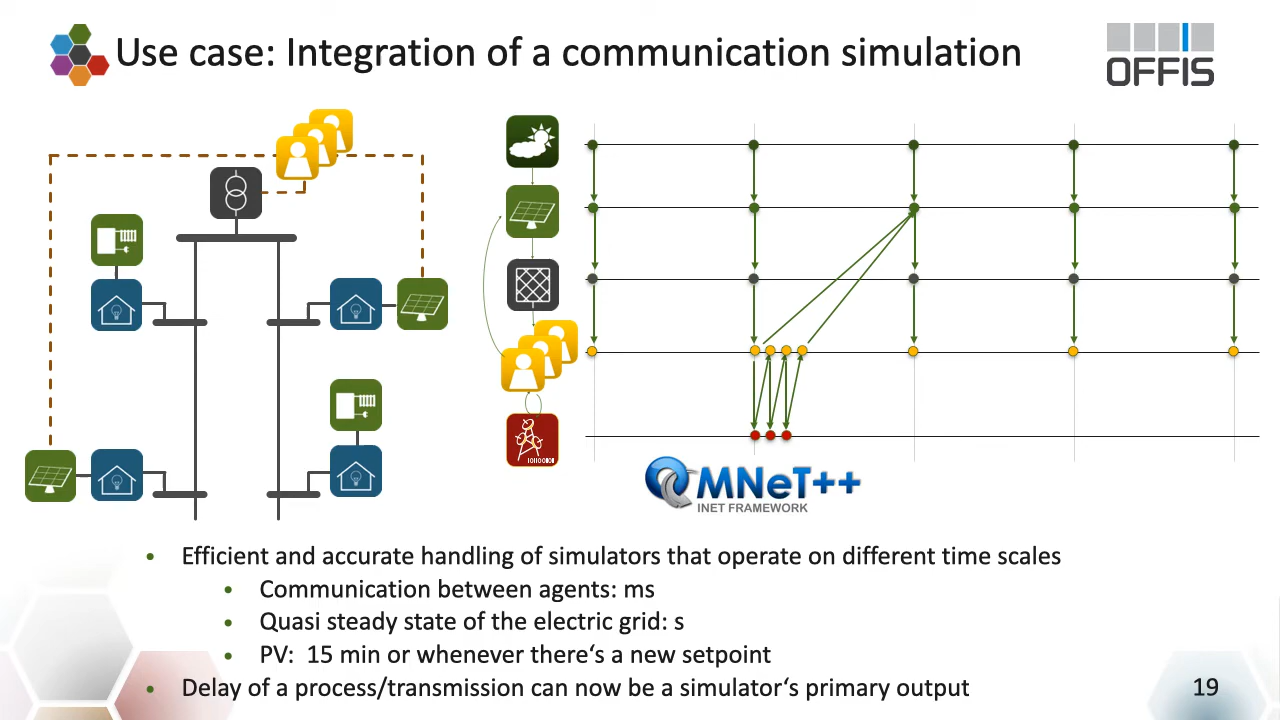 Use case: Integration of a communication simulation
OFFIS
OMNeT++
INET FRAMEWORK
• Efficient and accurate handling of simulators that operate on different time scales
• Communication between agents: ms
• Quasi steady state of the electric grid: s
• PV: 15 min or whenever there‘s a new setpoint
• Delay of a process/transmission can now be a simulator‘s primary output
19